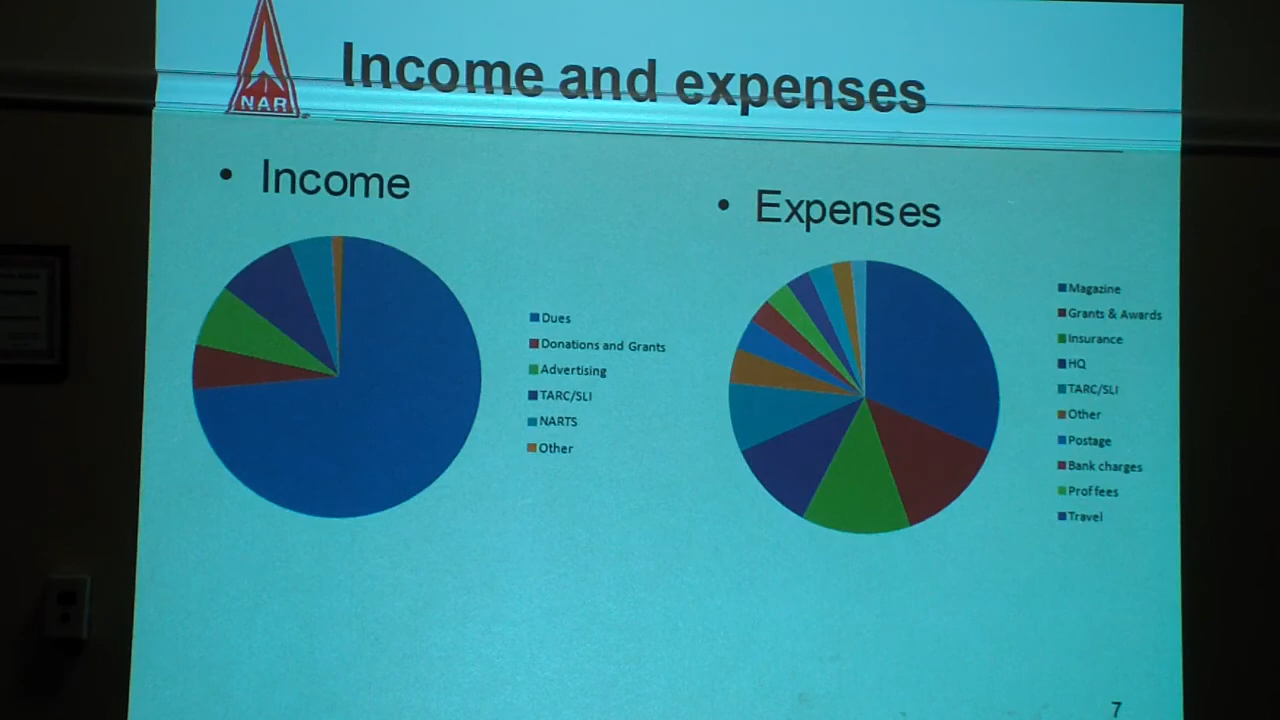 NAR
Income and expenses
• Income
Dues
Donations and Grants
Advertising
TARC/SLI
NARTS
Other
• Expenses
Magazine
Grants & Awards
Insurance
HQ
TARC/SLI
Other
Postage
Bank charges
Prof fees
Travel
7